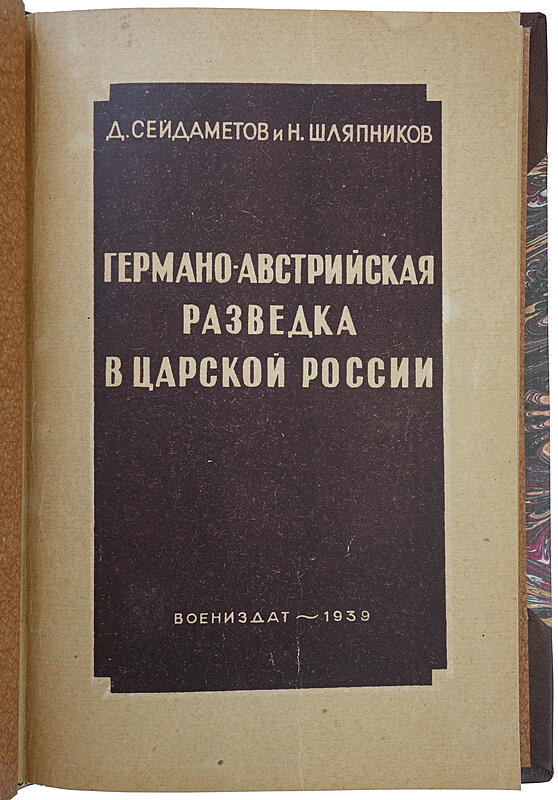 Д. СЕЙДАМЕТОВ и Н. ШЛЯПНИКОВ
ГЕРМАНО-АВСТРИЙСКАЯ
РАЗВЕДКА
В ЦАРСКОЙ РОССИИ
ВОЕНИЗДАТ ~ 1939